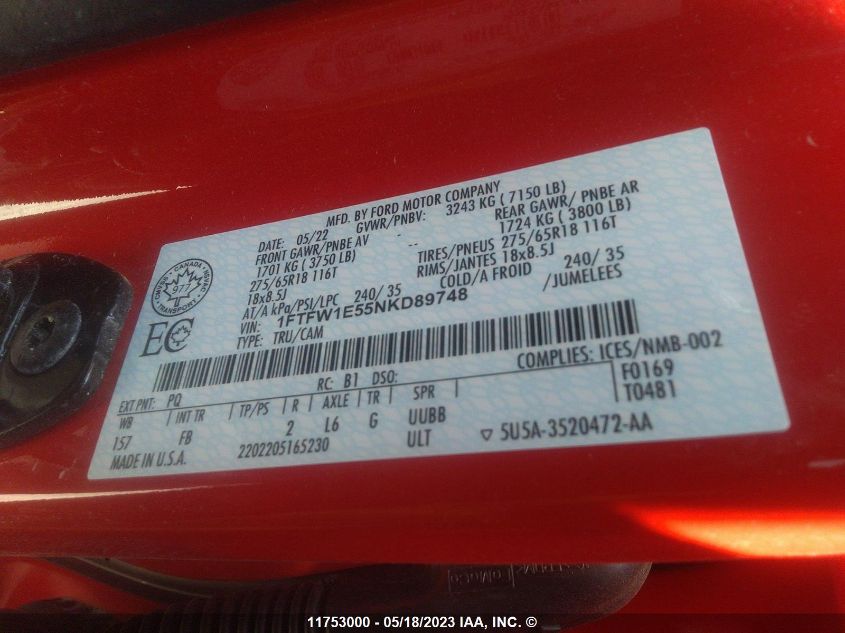 MFD. BY FORD MOTOR COMPANY
DATE: 05/22 GVWR/PNBV: 3243 KG ( 7150 LB)
FRONT GAWR/PNBE AV -- REAR GAWR/ PNBE AR
1701 KG ( 3750 LB) 1724 KG ( 3800 LB)
275/65R18 116T TIRES/PNEUS 275/65R18 116T
18x8.5J RIMS/JANTES 18x8.5J
AT/A kPa/PSI/LPC 240/ 35 COLD/A FROID 240/ 35
VIN: 1FTFW1E55NKD89748 /JUMELEES
TYPE: TRU/CAM
CANADA
977
TRANSPORT
EC
COMPLIES: ICES/NMB-002
EXT PNT: PQ RC: B1 DSO: F0169
T0481
WB INT TR TP/PS R AXLE TR SPR
157 FB 2 L6 G UUBB
MADE IN U.S.A. 2202205165230 ULT ▽ 5U5A-3520472-AA
11753000 - 05/18/2023 IAA, INC. ©